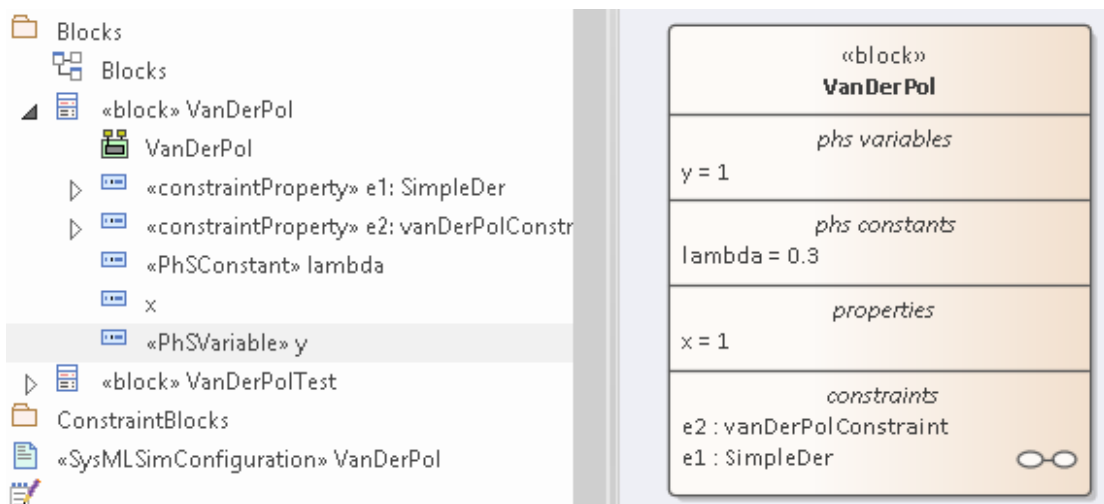 Blocks
Blocks
«block» VanDerPol
VanDerPol
«constraintProperty» e1: SimpleDer
«constraintProperty» e2: vanDerPolConstr
«PhSConstant» lambda
x
«PhSVariable» y
«block» VanDerPolTest
ConstraintBlocks
«SysMLSimConfiguration» VanDerPol
«block»
VanDerPol
phs variables
y = 1
phs constants
lambda = 0.3
properties
x = 1
constraints
e2 : vanDerPolConstraint
e1 : SimpleDer